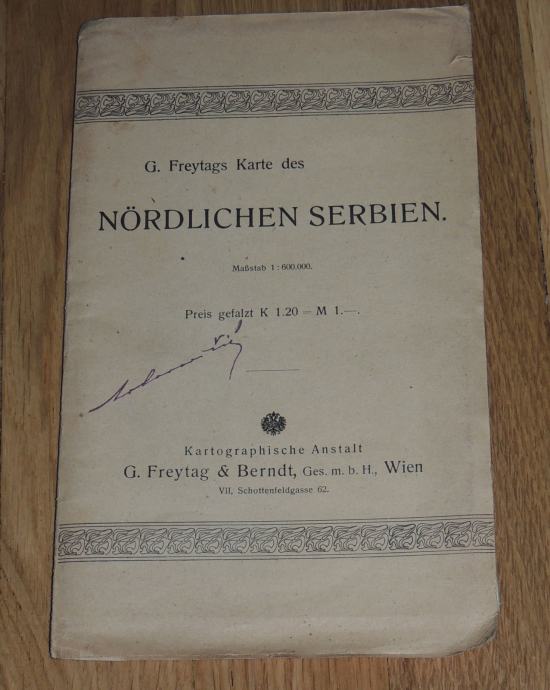 G. Freytags Karte des
NÖRDLICHEN SERBIEN.
Maßstab 1 : 600.000.
Preis gefalzt K 1.20 = M 1.—.
Kartographische Anstalt
G. Freytag & Berndt, Ges. m. b. H., Wien
VII, Schottenfeldgasse 62.